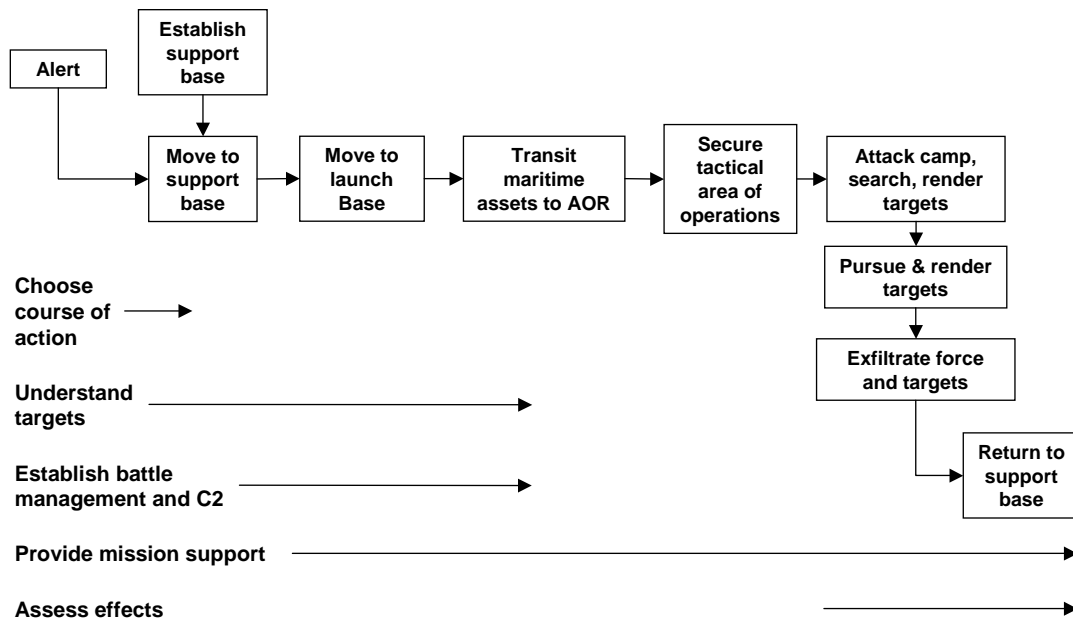 Establish
support
base
Alert
Move to
support
base
Move to
launch
Base
Transit
maritime
assets to AOR
Secure
tactical
area of
operations
Attack camp,
search, render
targets
Pursue & render
targets
Choose
course of
action
Exfiltrate force
and targets
Understand
targets
Return to
support
base
Establish battle
management and C2
Provide mission support
Assess effects